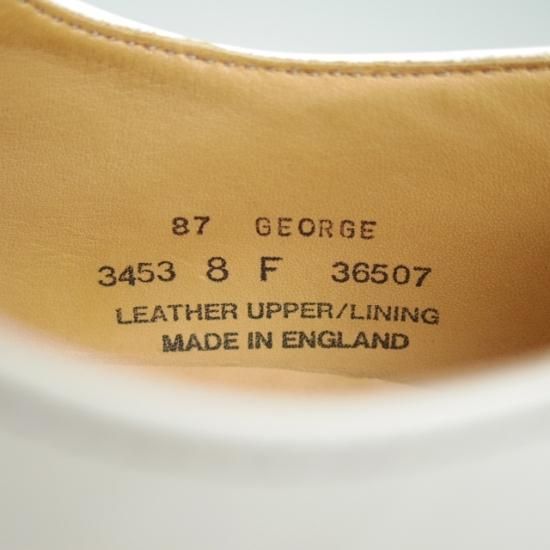 87 GEORGE
3453 8 F 36507
LEATHER UPPER/LINING
MADE IN ENGLAND